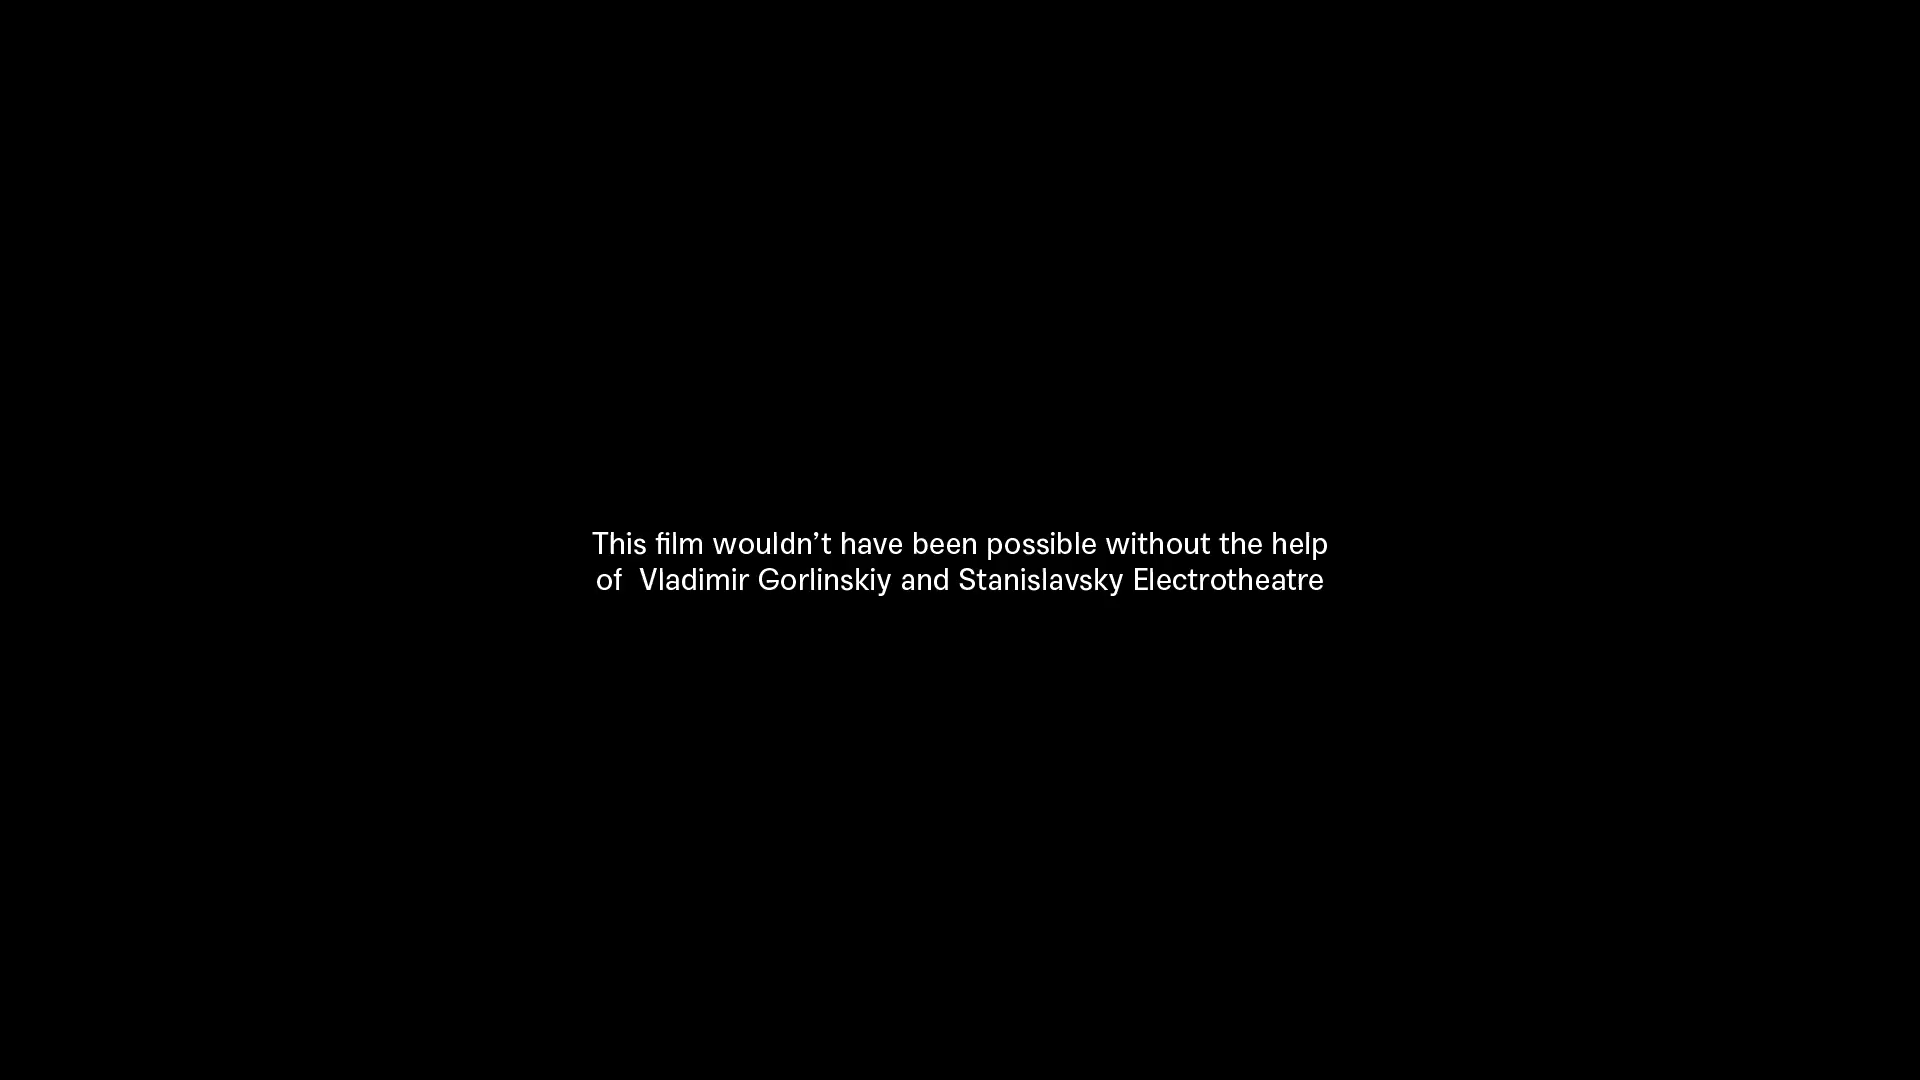 This film wouldn’t have been possible without the help
of  Vladimir Gorlinskiy and Stanislavsky Electrotheatre